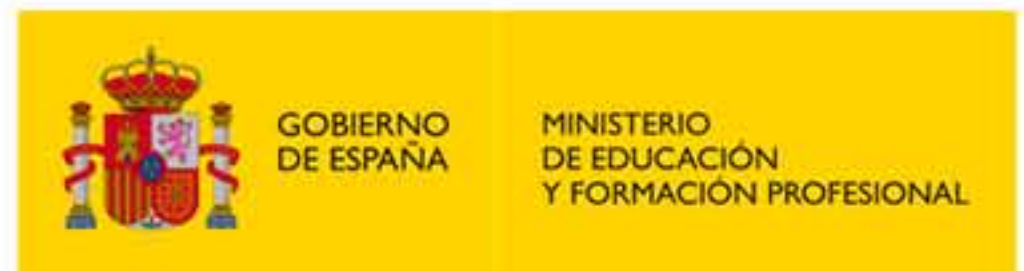 GOBIERNO
DE ESPAÑA
MINISTERIO
DE EDUCACIÓN
Y FORMACIÓN PROFESIONAL